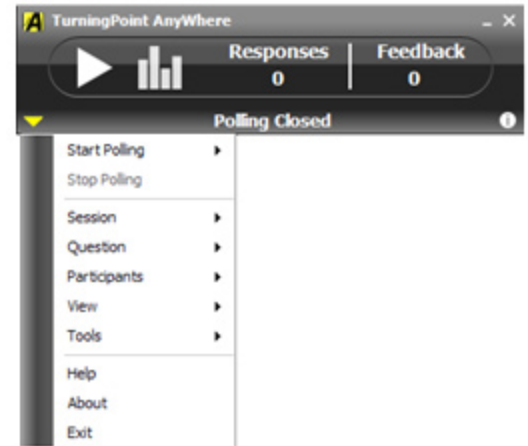 TurningPoint AnyWhere
Responses Feedback
0 0
Polling Closed
Start Polling
Stop Polling
Session
Question
Participants
View
Tools
Help
About
Exit